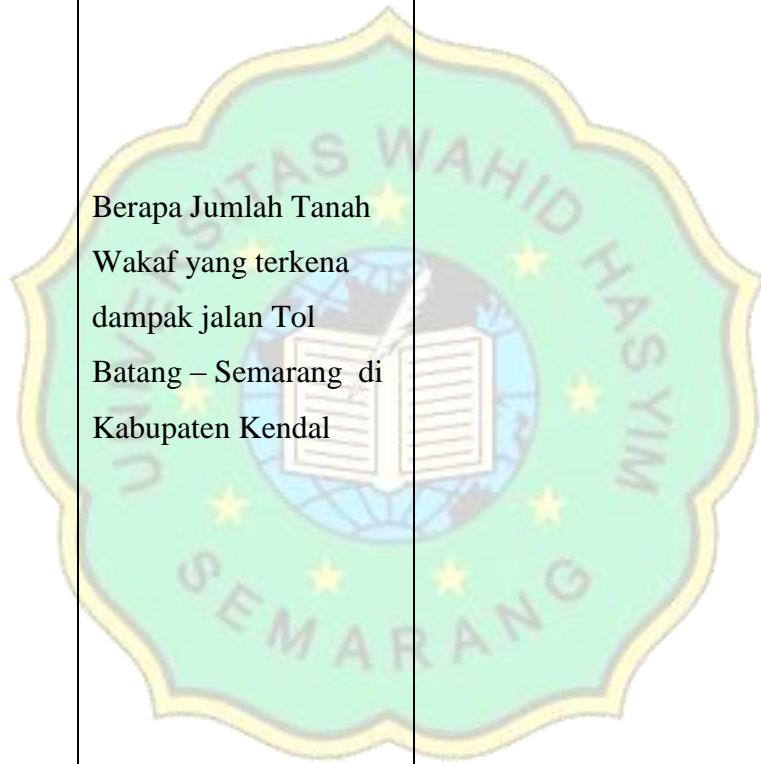 UNIVERSITAS WAHID HASYIM
SEMARANG
Berapa Jumlah Tanah
Wakaf yang terkena
dampak jalan Tol
Batang – Semarang di
Kabupaten Kendal